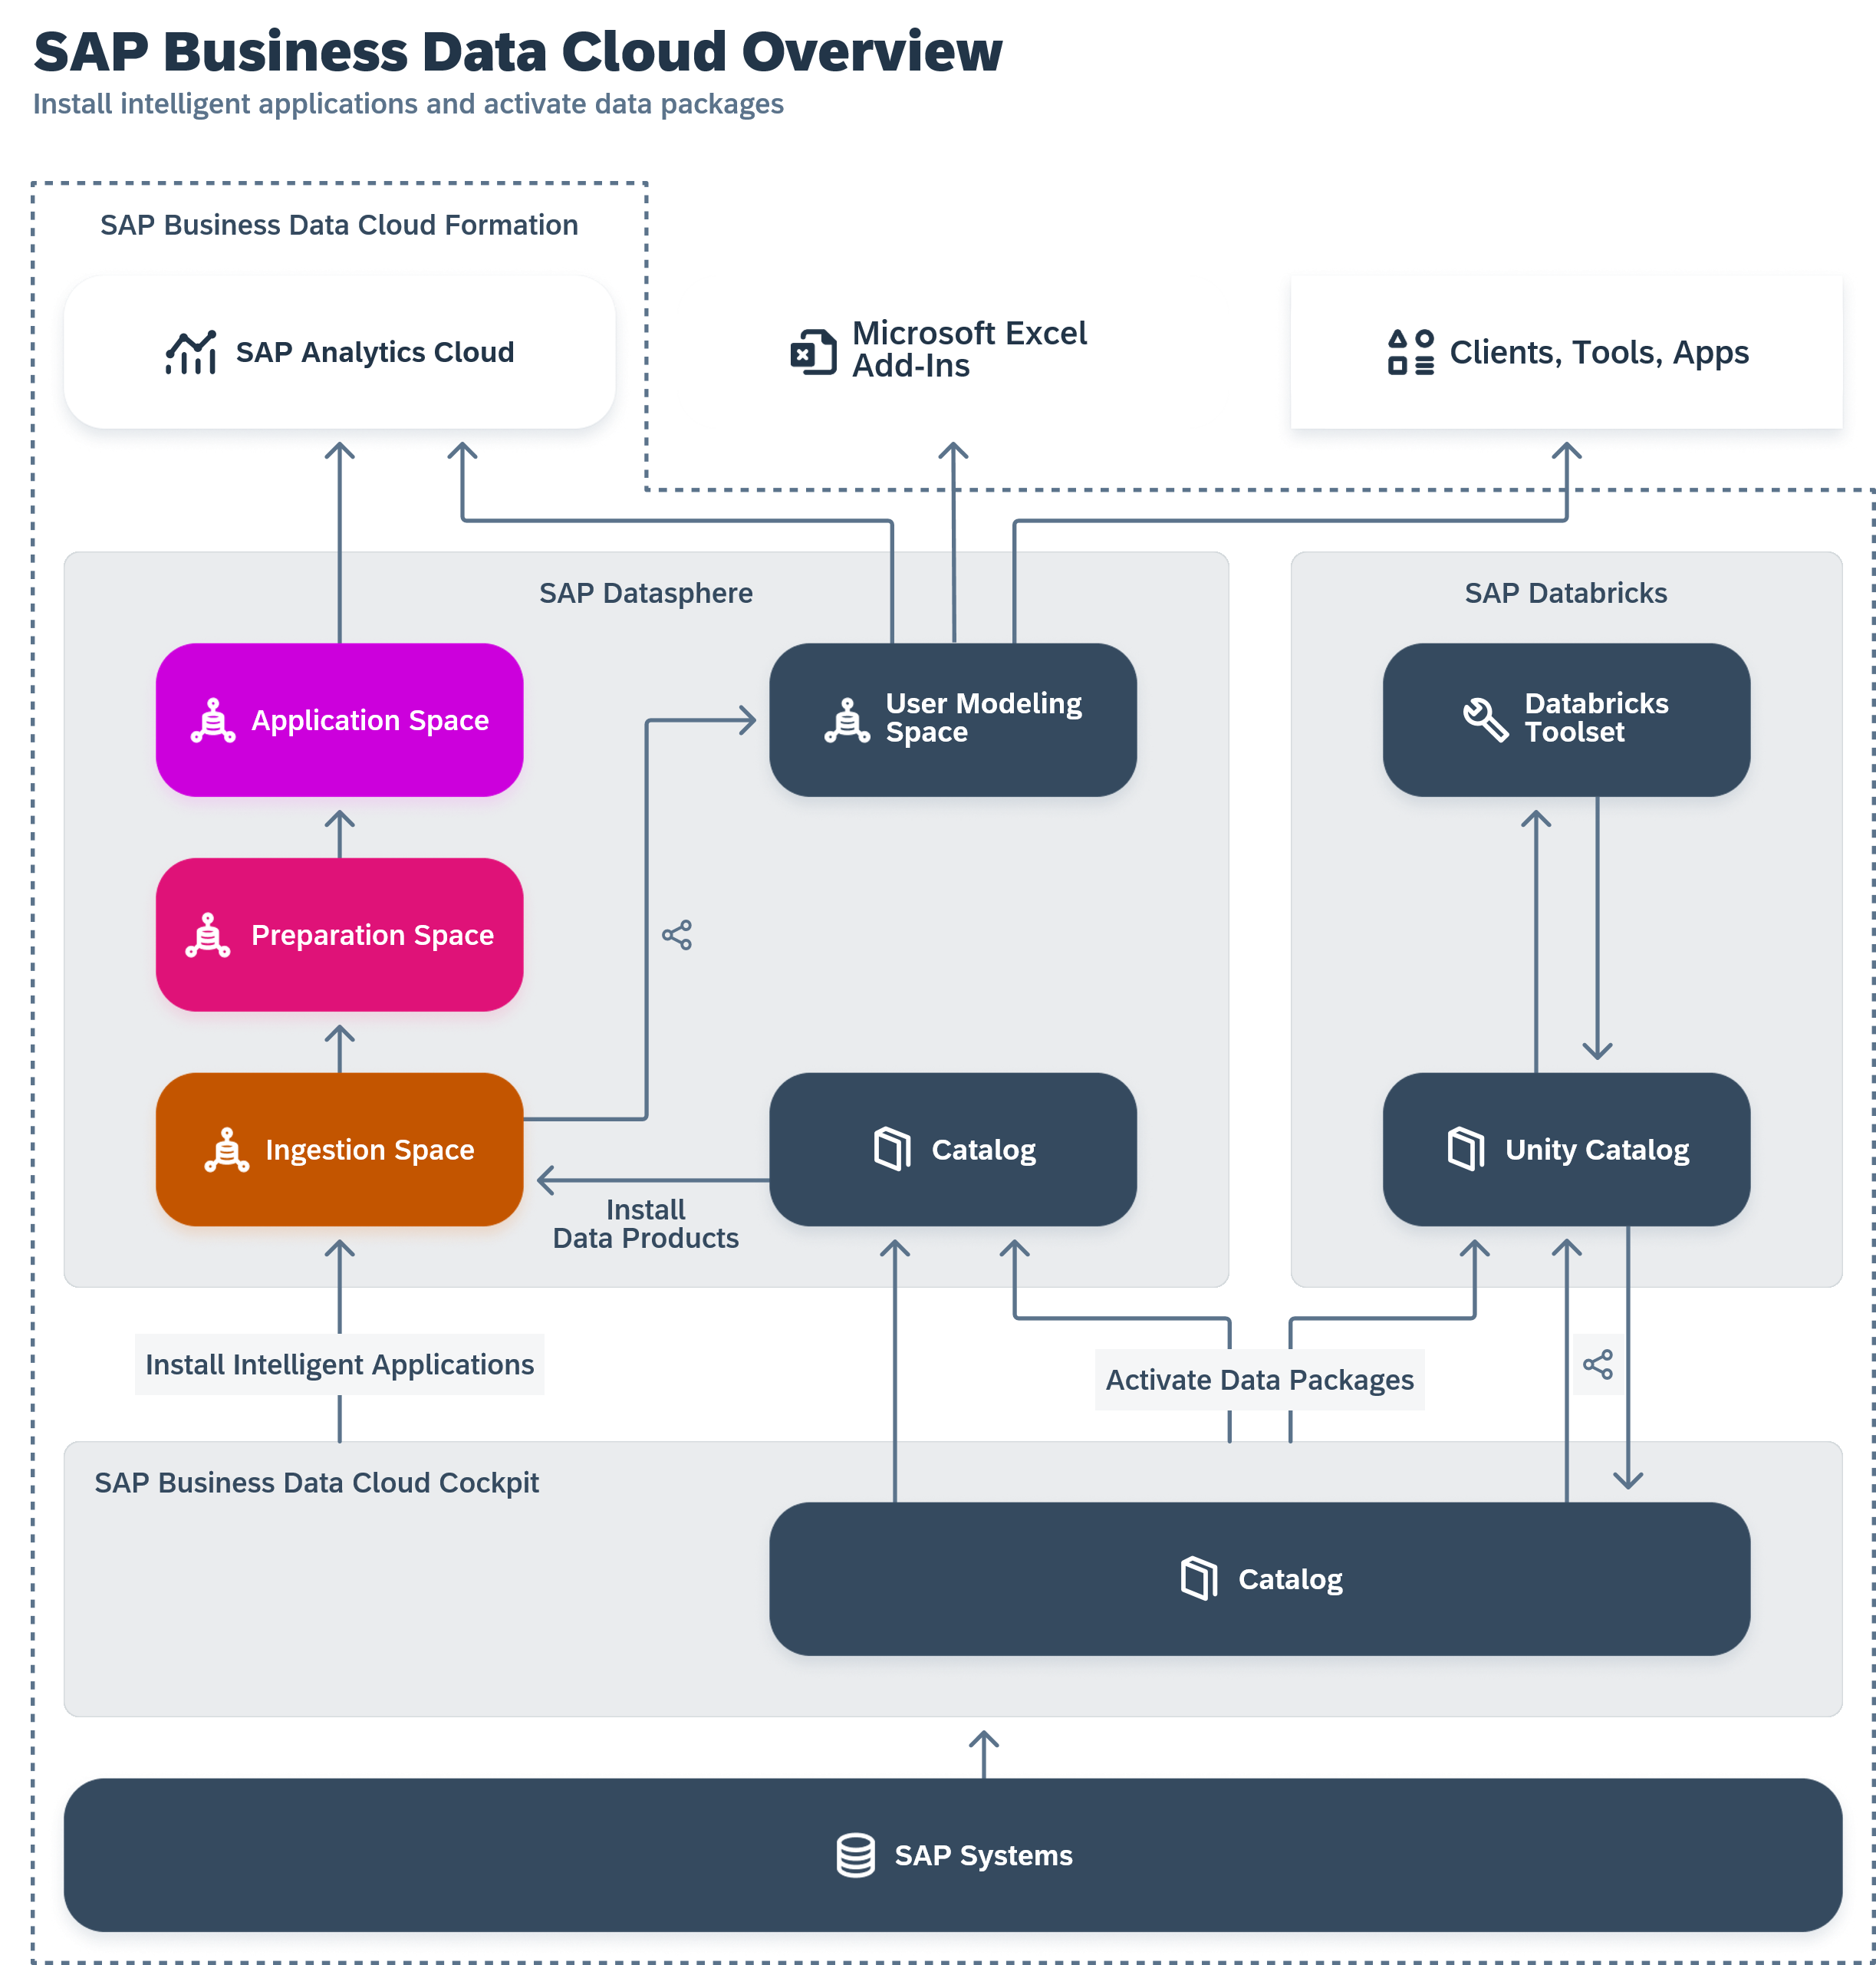 SAP Business Data Cloud Overview
Install intelligent applications and activate data packages
SAP Business Data Cloud Formation
SAP Analytics Cloud
Microsoft Excel
Add-Ins
Clients, Tools, Apps
SAP Datasphere
SAP Databricks
Application Space
User Modeling
Space
Databricks
Toolset
Preparation Space
Ingestion Space
Catalog
Unity Catalog
Install
Data Products
Install Intelligent Applications
Activate Data Packages
SAP Business Data Cloud Cockpit
Catalog
SAP Systems